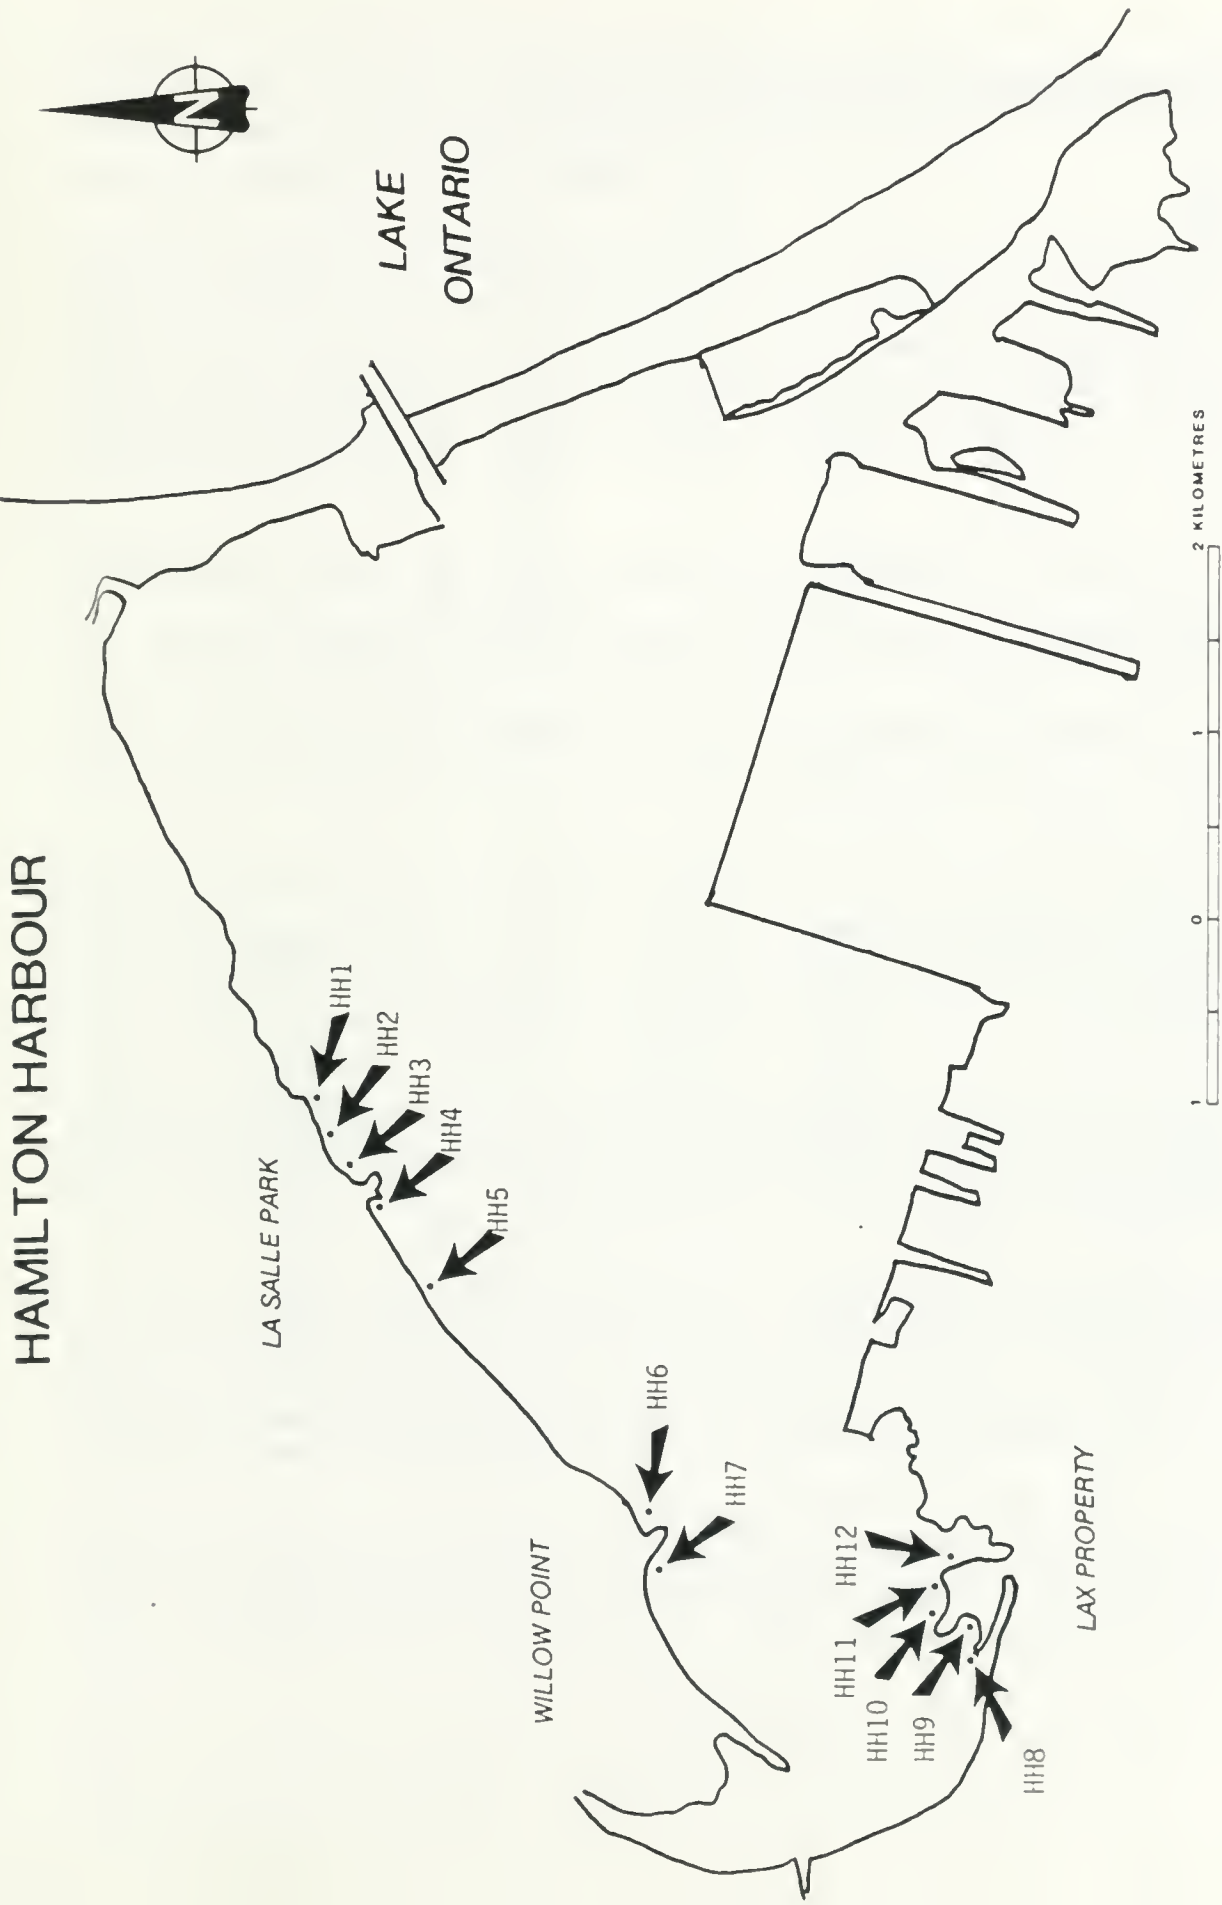 HAMILTON HARBOUR
N
LAKE
ONTARIO
LA SALLE PARK
HH1
HH2
HH3
HH4
HH5
WILLOW POINT
HH6
HH7
HH12
HH11
HH10
HH9
HH8
LAX PROPERTY
1 0 1 2 KILOMETRES